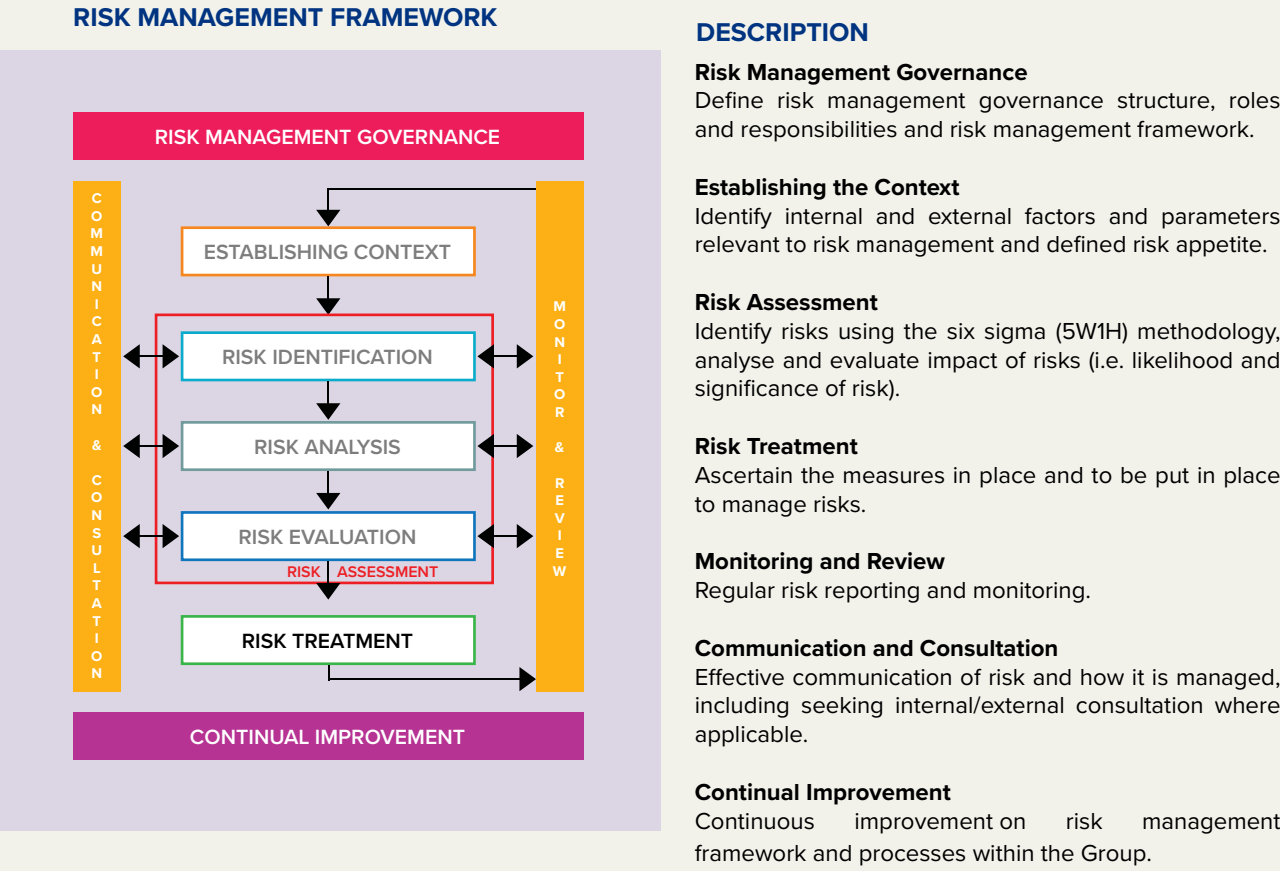 RISK MANAGEMENT FRAMEWORK
RISK MANAGEMENT GOVERNANCE
COMMUNICATION & CONSULTATION
ESTABLISHING CONTEXT
RISK IDENTIFICATION
RISK ANALYSIS
RISK EVALUATION
RISK ASSESSMENT
RISK TREATMENT
MONITOR & REVIEW
CONTINUAL IMPROVEMENT
DESCRIPTION
Risk Management Governance
Define risk management governance structure, roles
and responsibilities and risk management framework.
Establishing the Context
Identify internal and external factors and parameters
relevant to risk management and defined risk appetite.
Risk Assessment
Identify risks using the six sigma (5W1H) methodology,
analyse and evaluate impact of risks (i.e. likelihood and
significance of risk).
Risk Treatment
Ascertain the measures in place and to be put in place
to manage risks.
Monitoring and Review
Regular risk reporting and monitoring.
Communication and Consultation
Effective communication of risk and how it is managed,
including seeking internal/external consultation where
applicable.
Continual Improvement
Continuous improvement on risk management
framework and processes within the Group.